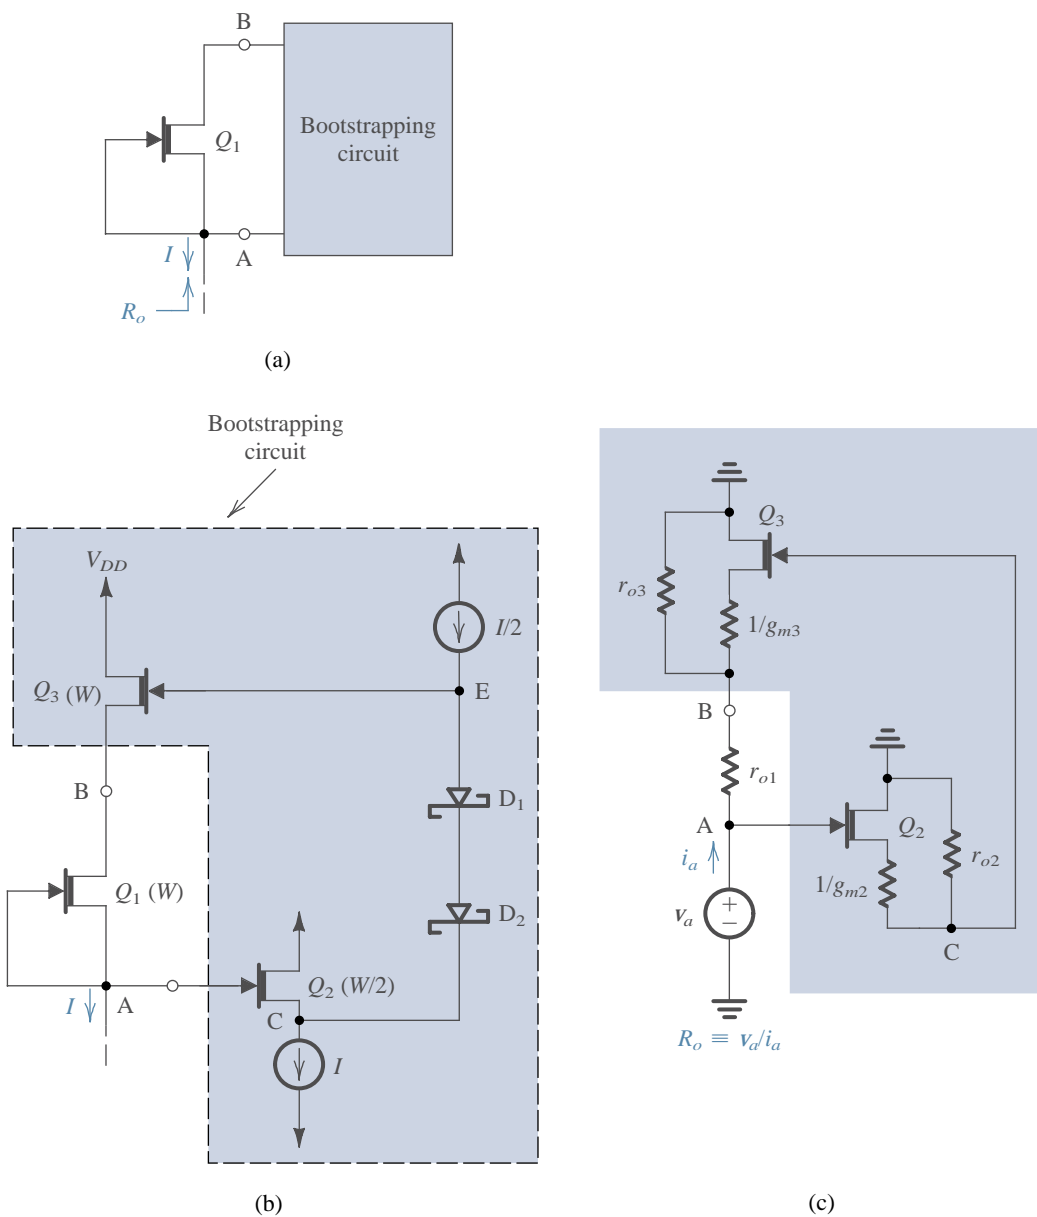 B
Bootstrapping
circuit
Q1
A
I
Ro
(a)
Bootstrapping
circuit
VDD
I/2
Q3 (W)
E
B
D1
Q1 (W)
D2
A
I
Q2 (W/2)
C
I
(b)
Q3
ro3
1/gm3
B
ro1
A
Q2
ia
1/gm2
ro2
va
+
−
C
Ro ≡ va/ia
(c)